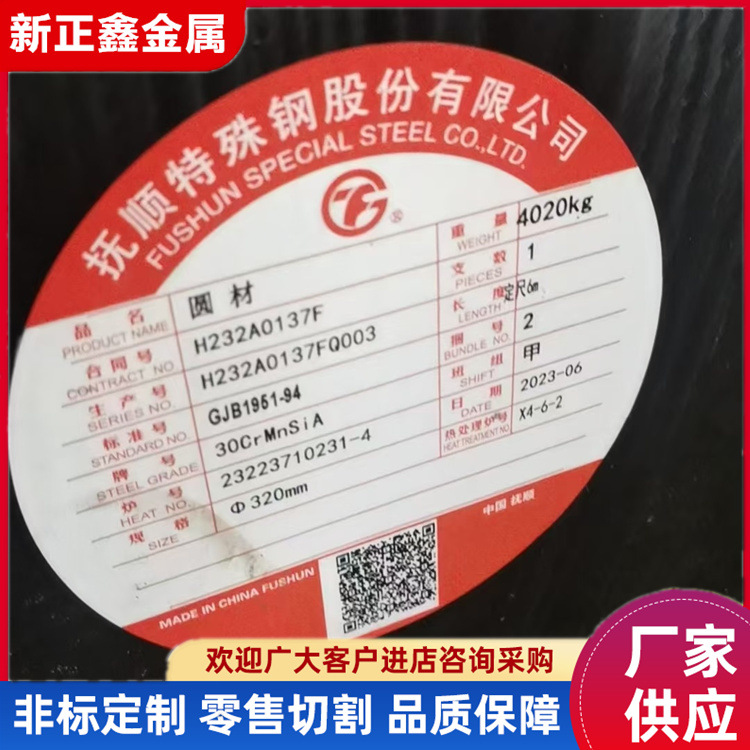 新正鑫金属
抚顺特殊钢股份有限公司
FUSHUN SPECIAL STEEL CO.,LTD.
TG®
品名 圆材
PRODUCT NAME
合同号 H232A0137F
CONTRACT NO.
生产号 H232A0137FQ003
SERIES NO.
标准号 GJB1951-94
STANDARD NO.
牌号 30CrMnSiA
STEEL GRADE
炉号 23223710231-4
HEAT NO.
规格 Φ320mm
SIZE
重量 4020kg
WEIGHT
支数 1
PIECES
长度 定尺6m
LENGTH
捆号 2
BUNDLE NO.
班组 甲
SHIFT
日期 2023-06
DATE
热处理炉号 X4-6-2
HEAT TREATMENT NO.
MADE IN CHINA FUSHUN
中国 抚顺
欢迎广大客户进店咨询采购
非标定制 零售切割 品质保障
厂家
供应